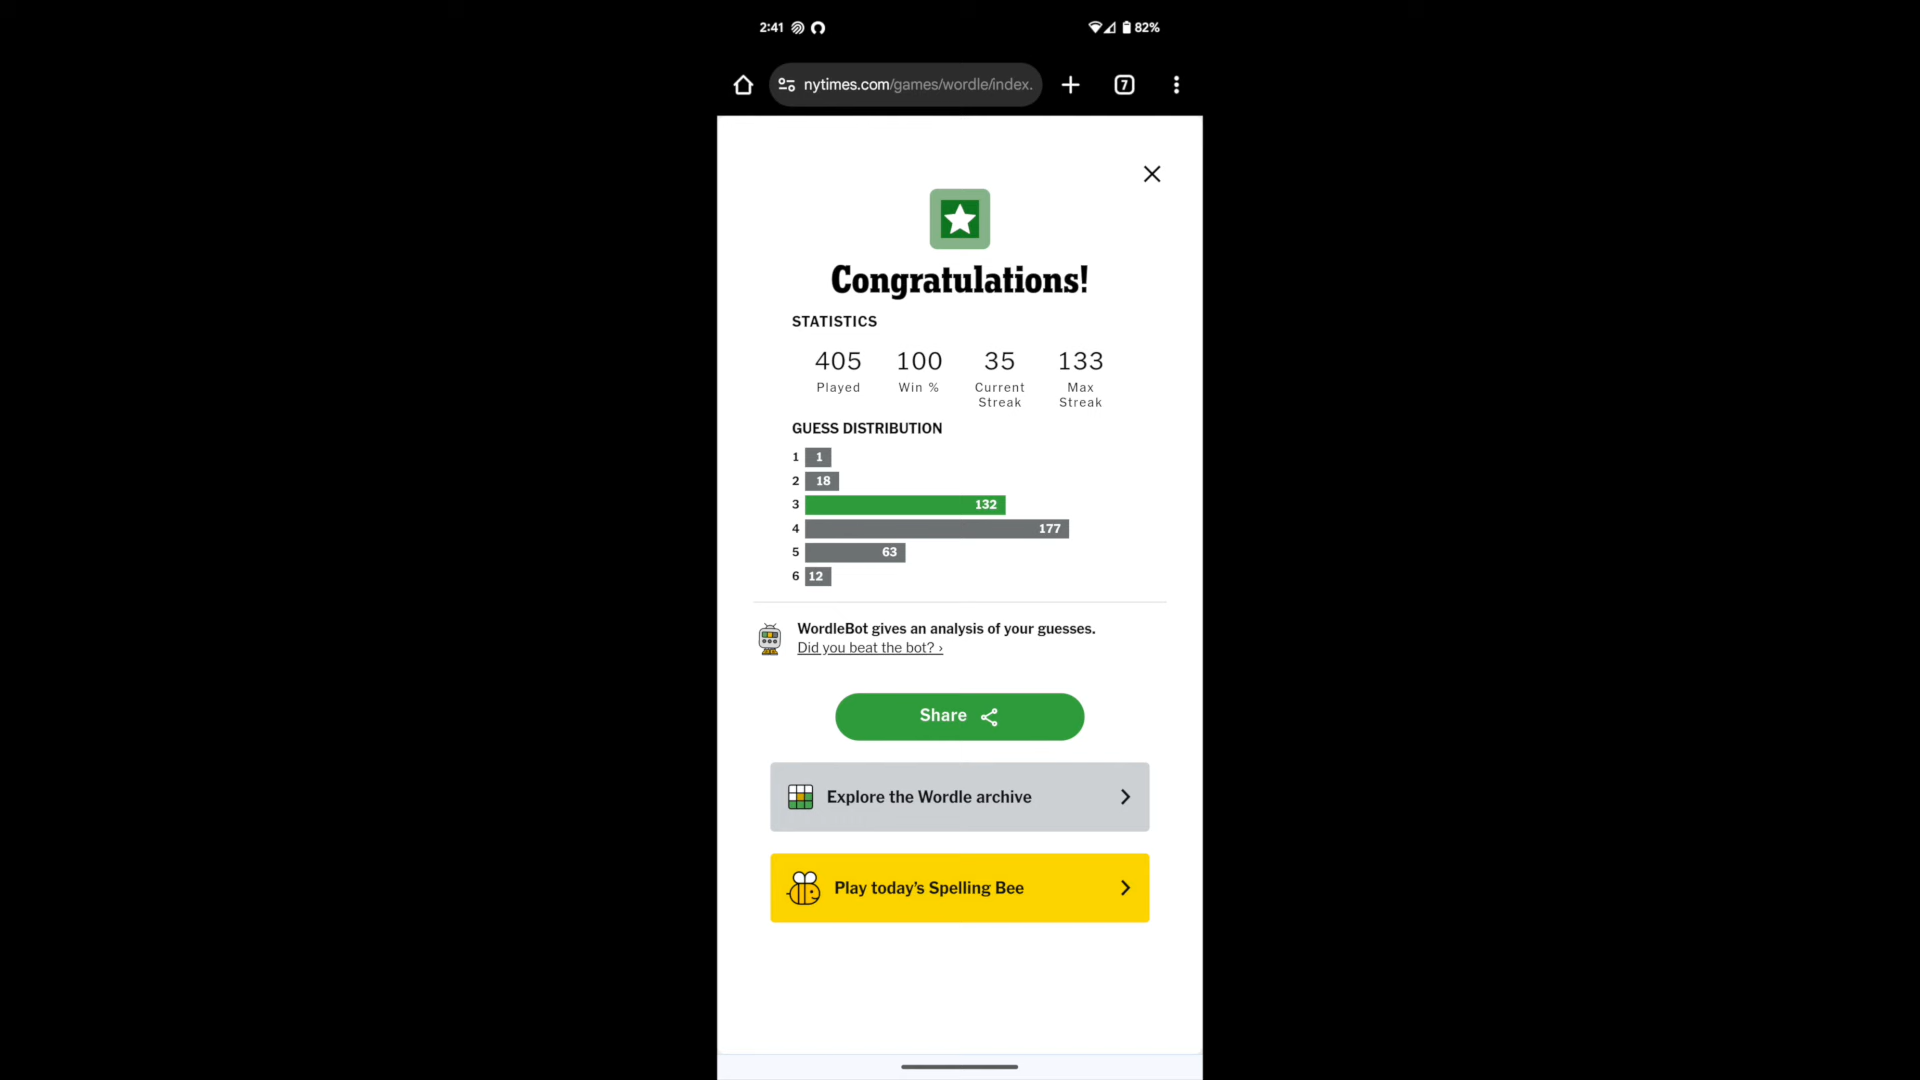 2:41
82%
nytimes.com/games/wordle/index.
7
Congratulations!
STATISTICS
405 100 35 133
Played Win % Current Streak Max Streak
GUESS DISTRIBUTION
1 1
2 18
3 132
4 177
5 63
6 12
WordleBot gives an analysis of your guesses.
Did you beat the bot? ›
Share
Explore the Wordle archive
Play today’s Spelling Bee